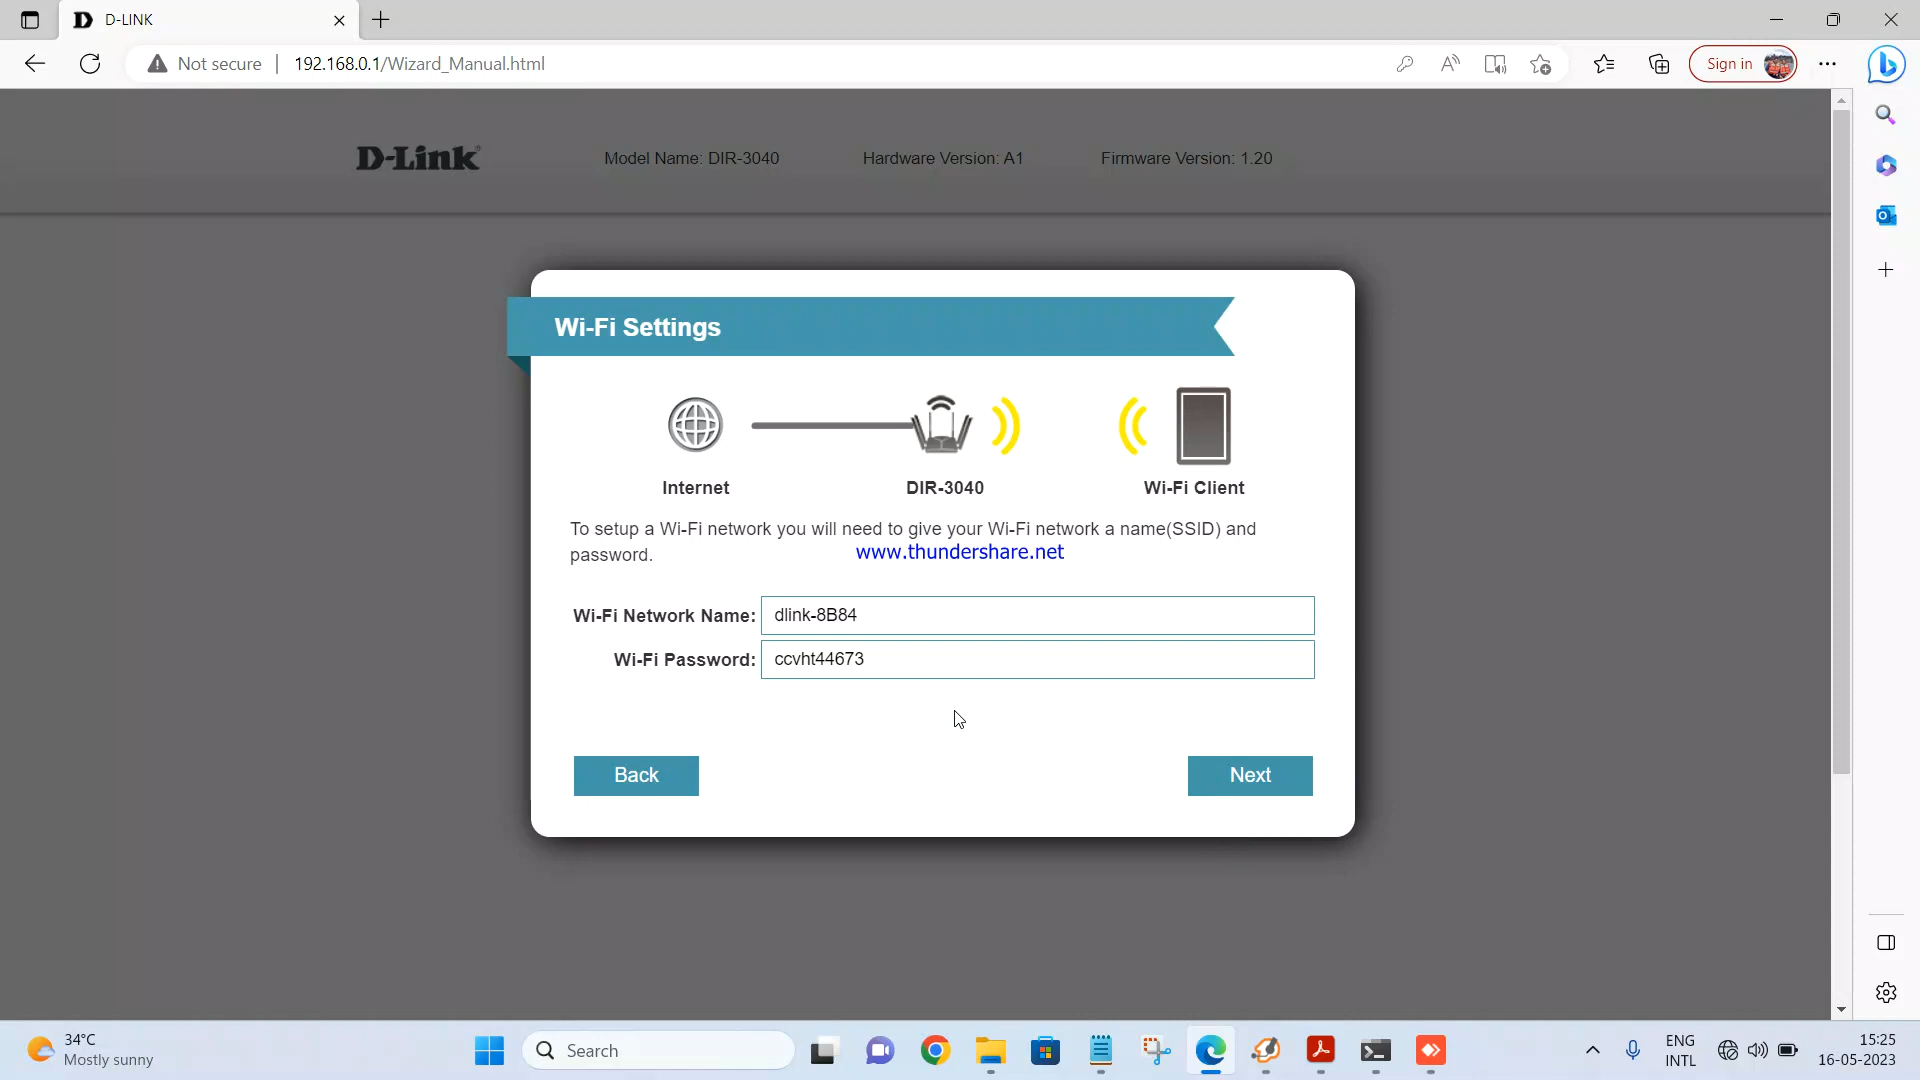 D-LINK
Not secure
192.168.0.1/Wizard_Manual.html
Sign in
D-Link
Model Name: DIR-3040
Hardware Version: A1
Firmware Version: 1.20
Wi-Fi Settings
Internet
DIR-3040
Wi-Fi Client
To setup a Wi-Fi network you will need to give your Wi-Fi network a name(SSID) and
password.
www.thundershare.net
Wi-Fi Network Name: dlink-8B84
Wi-Fi Password: ccvht44673
Back
Next
34°C
Mostly sunny
Search
ENG
INTL
15:25
16-05-2023